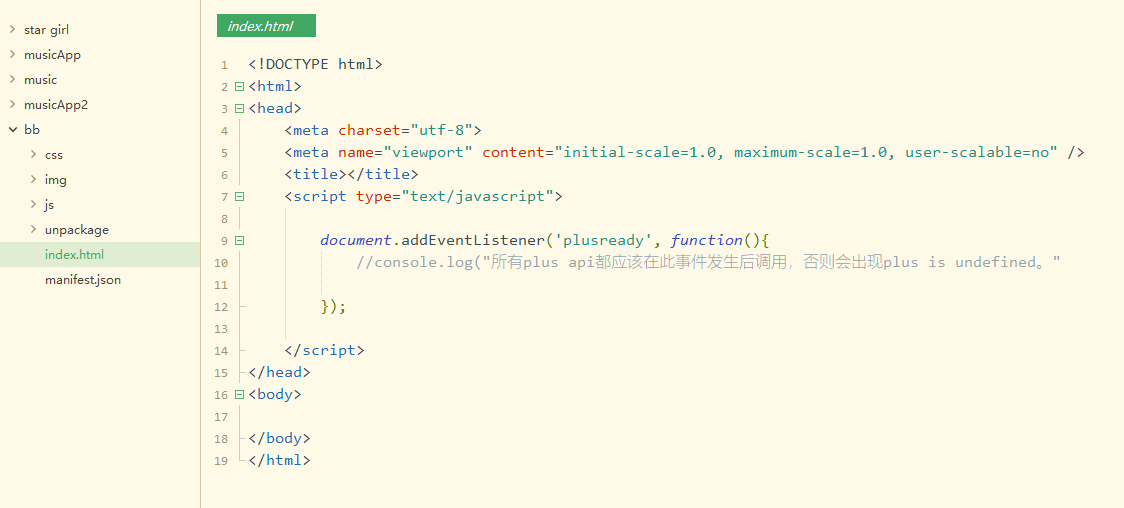 star girl
musicApp
music
musicApp2
bb
css
img
js
unpackage
index.html
manifest.json
index.html
1 <!DOCTYPE html>
2 <html>
3 <head>
4 <meta charset="utf-8">
5 <meta name="viewport" content="initial-scale=1.0, maximum-scale=1.0, user-scalable=no" />
6 <title></title>
7 <script type="text/javascript">
8
9 document.addEventListener('plusready', function(){
10 //console.log("所有plus api都应该在此事件发生后调用，否则会出现plus is undefined。"
11
12 });
13
14 </script>
15 </head>
16 <body>
17
18 </body>
19 </html>